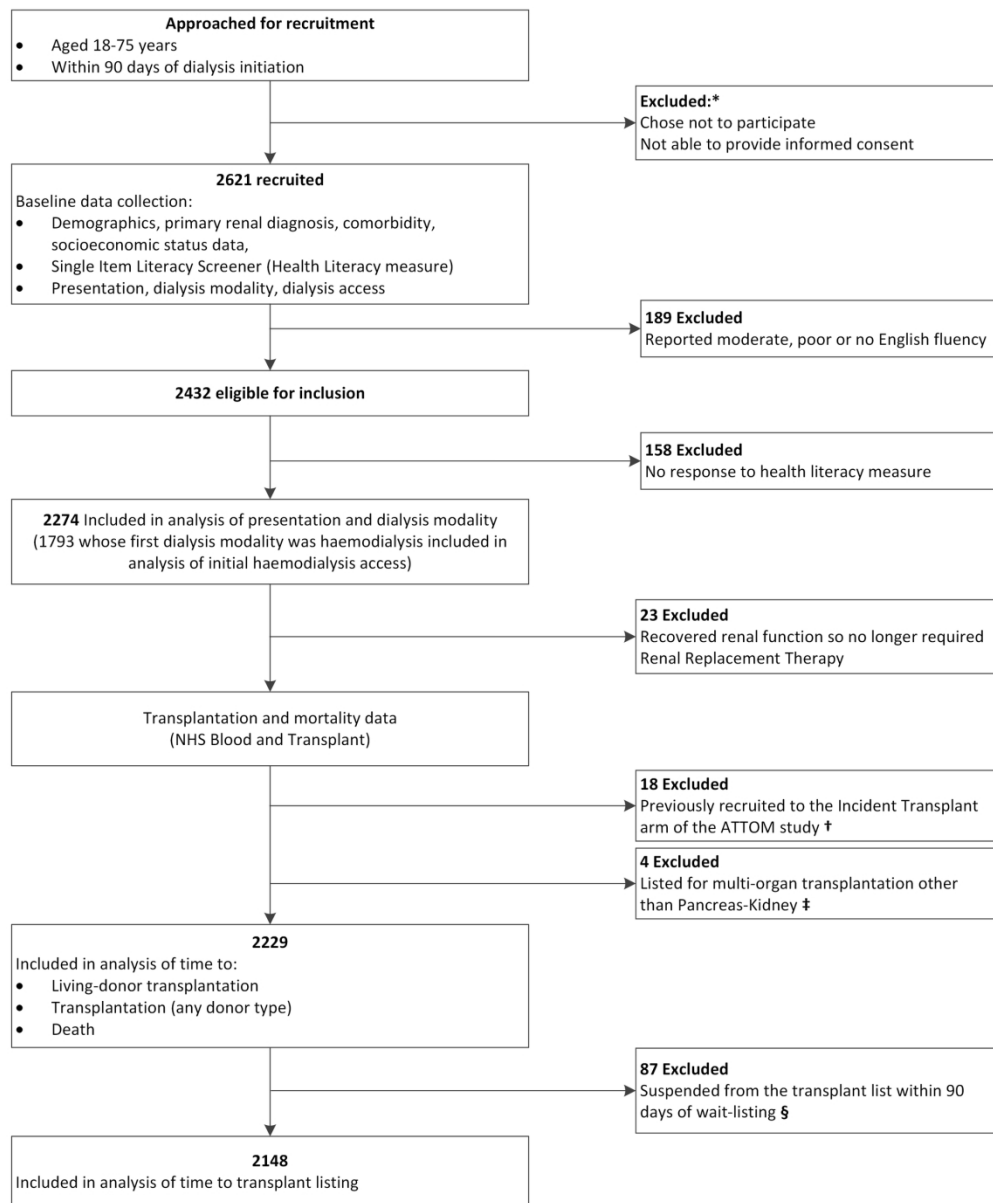 Approached for recruitment
• Aged 18-75 years
• Within 90 days of dialysis initiation
Excluded:*
Chose not to participate
Not able to provide informed consent
2621 recruited
Baseline data collection:
• Demographics, primary renal diagnosis, comorbidity,
socioeconomic status data,
• Single Item Literacy Screener (Health Literacy measure)
• Presentation, dialysis modality, dialysis access
189 Excluded
Reported moderate, poor or no English fluency
2432 eligible for inclusion
158 Excluded
No response to health literacy measure
2274 Included in analysis of presentation and dialysis modality
(1793 whose first dialysis modality was haemodialysis included in
analysis of initial haemodialysis access)
23 Excluded
Recovered renal function so no longer required
Renal Replacement Therapy
Transplantation and mortality data
(NHS Blood and Transplant)
18 Excluded
Previously recruited to the Incident Transplant
arm of the ATTOM study †
4 Excluded
Listed for multi-organ transplantation other
than Pancreas-Kidney ‡
2229
Included in analysis of time to:
• Living-donor transplantation
• Transplantation (any donor type)
• Death
87 Excluded
Suspended from the transplant list within 90
days of wait-listing §
2148
Included in analysis of time to transplant listing